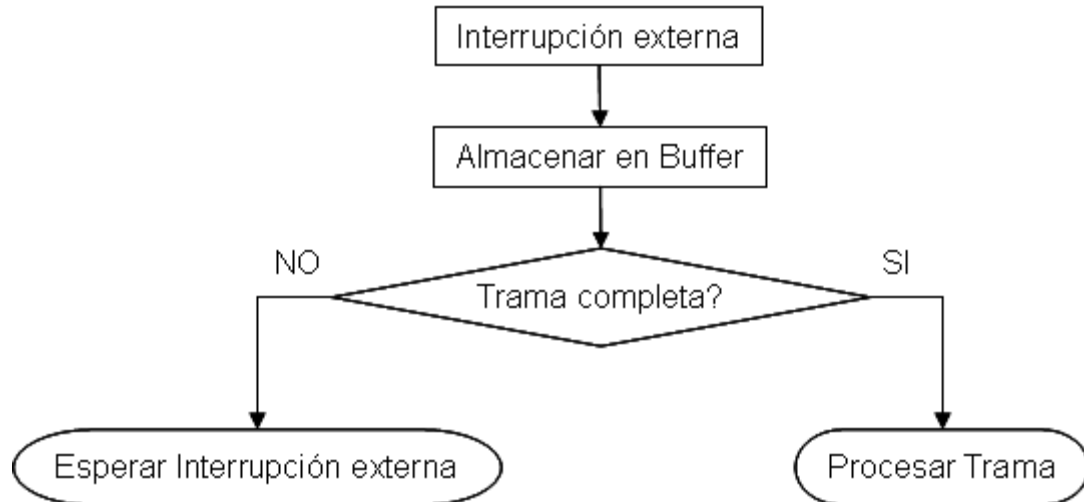 Interrupción externa
Almacenar en Buffer
NO
SI
Trama completa?
Esperar Interrupción externa
Procesar Trama